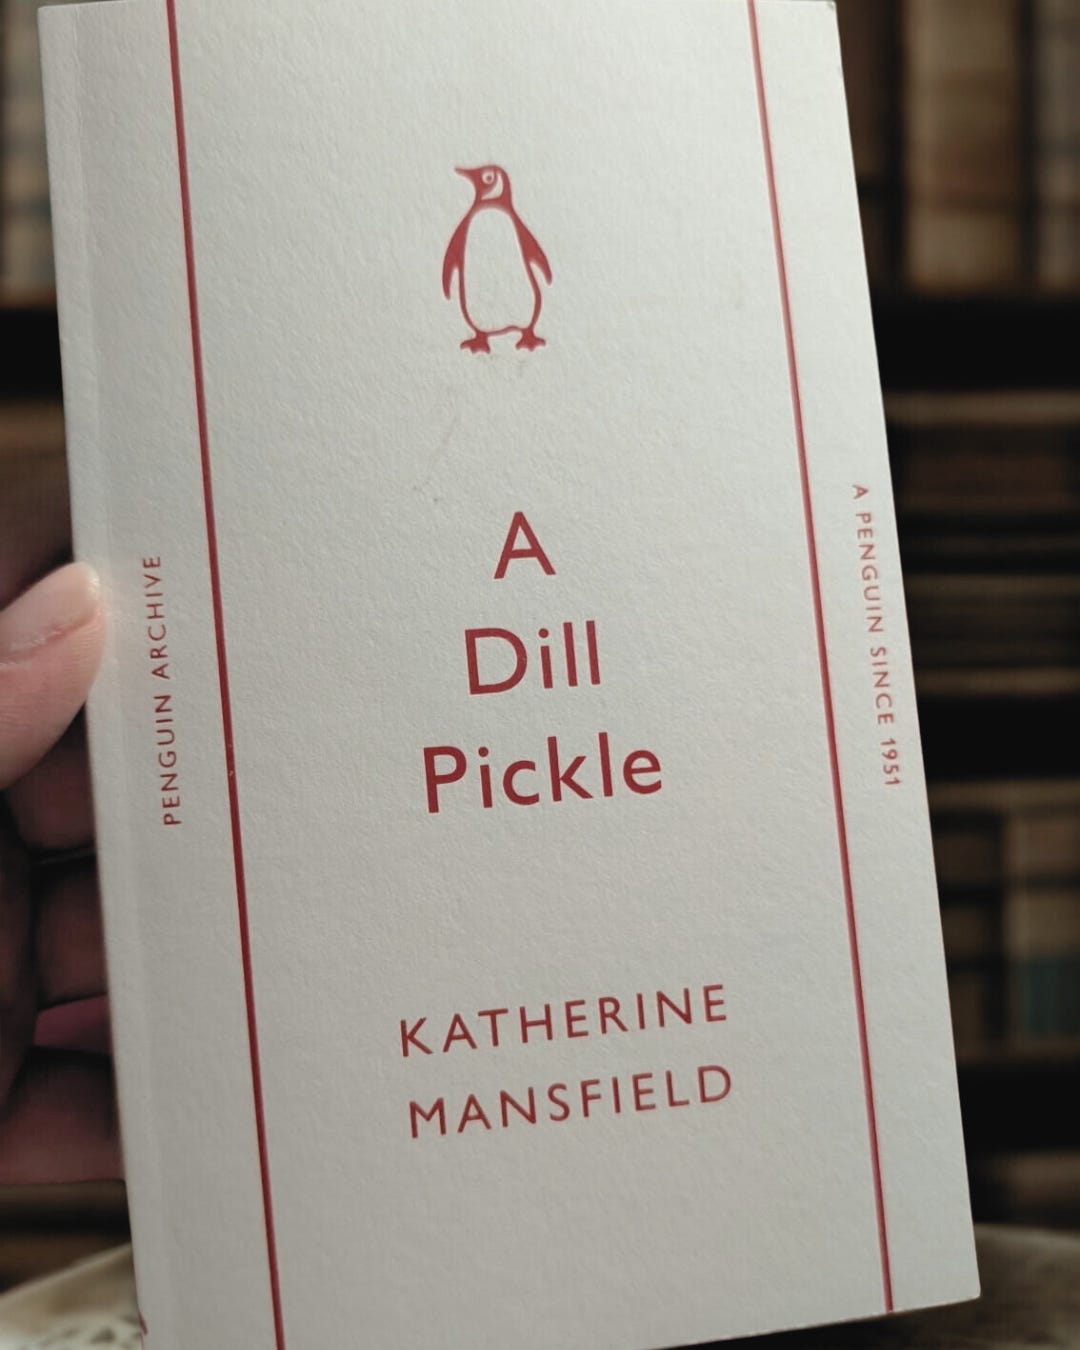 A
Dill
Pickle
KATHERINE
MANSFIELD
PENGUIN ARCHIVE
A PENGUIN SINCE 1951